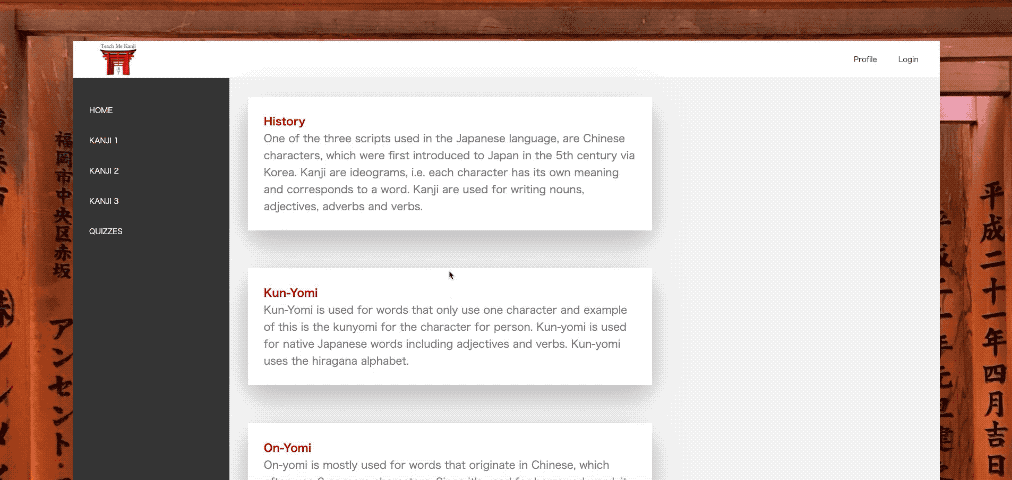 Teach Me Kanji
Profile
Login
HOME
KANJI 1
KANJI 2
KANJI 3
QUIZZES
History
One of the three scripts used in the Japanese language, are Chinese
characters, which were first introduced to Japan in the 5th century via
Korea. Kanji are ideograms, i.e. each character has its own meaning
and corresponds to a word. Kanji are used for writing nouns,
adjectives, adverbs and verbs.
Kun-Yomi
Kun-Yomi is used for words that only use one character and example
of this is the kunyomi for the character for person. Kun-yomi is used
for native Japanese words including adjectives and verbs. Kun-yomi
uses the hiragana alphabet.
On-Yomi
On-yomi is mostly used for words that originate in Chinese, which
福岡市中央区赤坂
アンセント
平成二十一年四月吉日